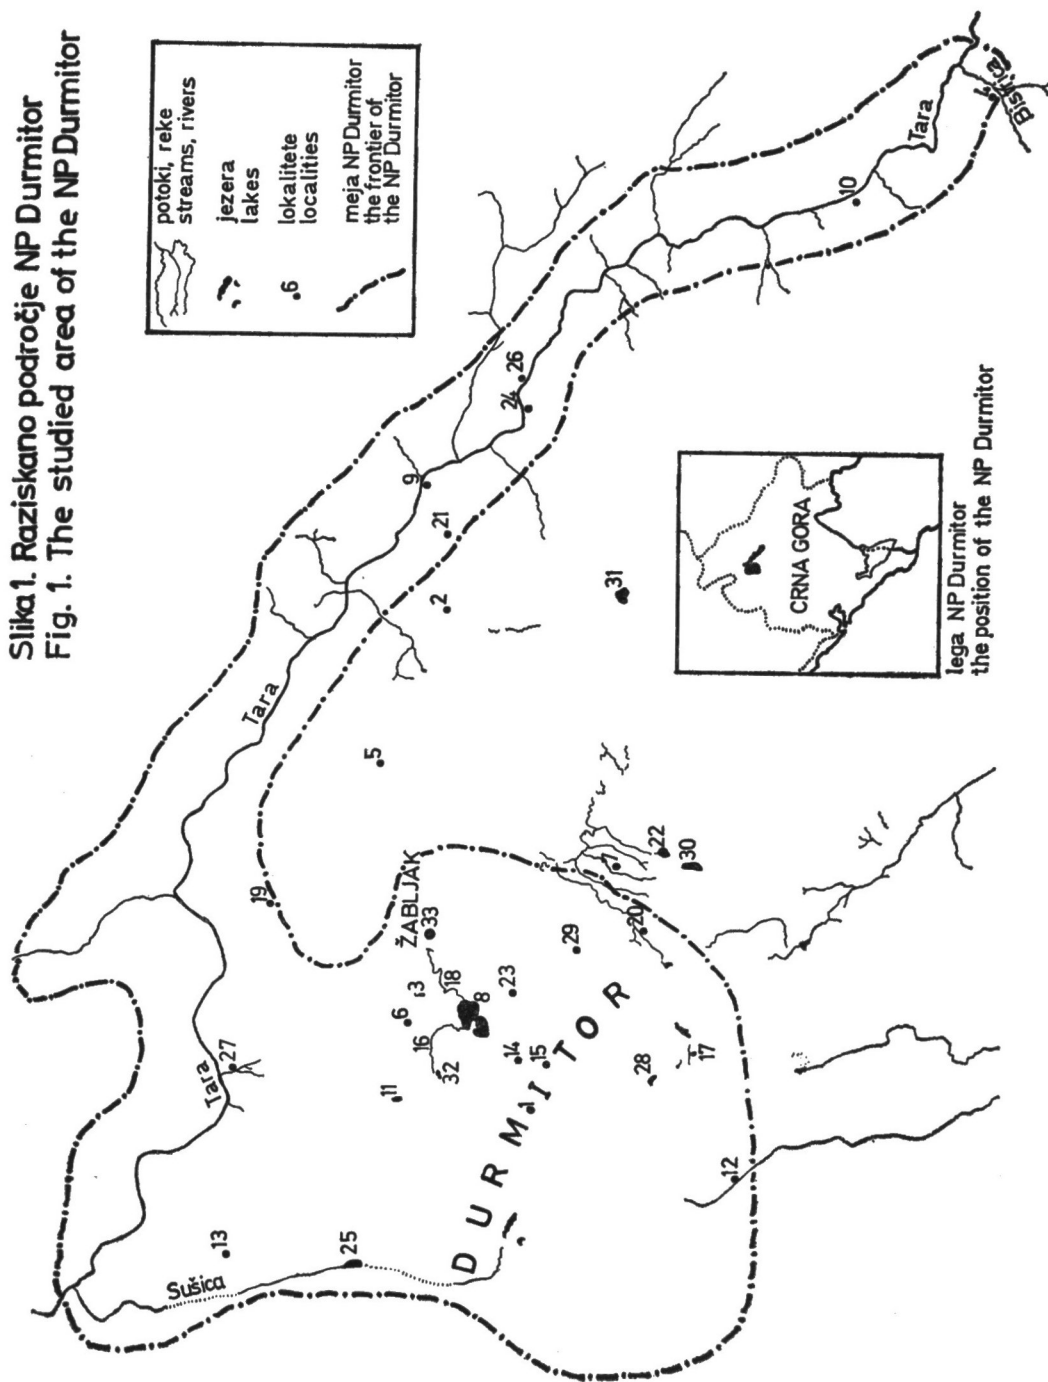 Slika 1. Raziskano področje NP Durmitor
Fig. 1. The studied area of the NP Durmitor
potoki, reke
streams, rivers
jezera
lakes
6
lokalitete
localities
meja NP Durmitor
the frontier of
the NP Durmitor
Tara
Bistrica
4
10
26
24
9
21
2
31
Tara
5
19
ŽABLJAK
33
3
18
6
8
23
16
32
11
14
15
1
29
7
22
30
20
28
17
12
DURMITOR
Tara
27
13
25
Sušica
CRNA GORA
lega NP Durmitor
the position of the NP Durmitor